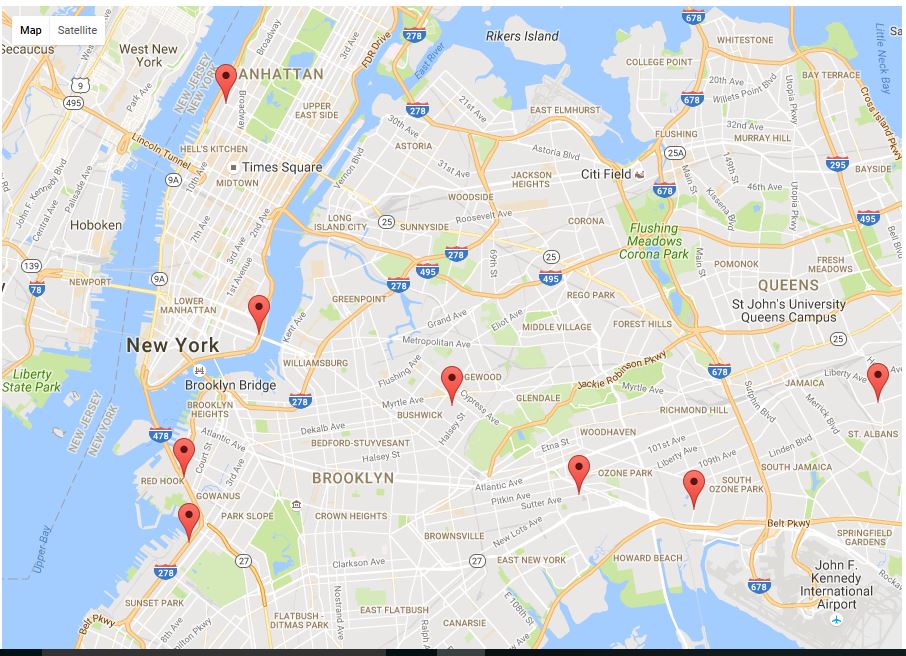 Map
Satellite
Secaucus
West New
York
9
495
Park Ave
NEW JERSEY
NEW YORK
Lincoln Tunnel
Broadway
MANHATTAN
3rd Ave
FDR Drive
278
East River
Rikers Island
678
WHITESTONE
COLLEGE POINT
20th Ave
Willets Point Blvd
BAY TERRACE
Little Neck Bay
Utopia Pkwy
Cross Island Pkwy
Broadway
UPPER
EAST SIDE
278
21st Ave
EAST ELMHURST
678
32nd Ave
MURRAY HILL
FLUSHING
HELL'S KITCHEN
Times Square
MIDTOWN
9A
10th Ave
30th Ave
ASTORIA
31st Ave
Astoria Blvd
Vernon Blvd
JACKSON
HEIGHTS
Citi Field
25A
Main St
149th St
295
BAYSIDE
678
46th Ave
Kissena Blvd
Utopia Pkwy
495
Bell Blvd
John F. Kennedy Blvd
Palisade Ave
Central Ave
Hoboken
WOODSIDE
Roosevelt Ave
LONG
ISLAND CITY
25
SUNNYSIDE
CORONA
Flushing
Meadows
Corona Park
7th Ave
2nd Ave
3rd Ave
1st Avenue
139
78
NEWPORT
9A
278
495
278
69th St
25
495
Main St
POMONOK
FRESH
MEADOWS
QUEENS
St John's University
Queens Campus
LOWER
MANHATTAN
GREENPOINT
Kent Ave
REGO PARK
Grand Ave
Eliot Ave
MIDDLE VILLAGE
FOREST HILLS
25
New York
Metropolitan Ave
WILLIAMSBURG
Flushing Ave
Liberty
State Park
Brooklyn Bridge
278
Jackie Robinson Pkwy
678
JAMAICA
Liberty Ave
BROOKLYN
HEIGHTS
Myrtle Ave
BUSHWICK
Cypress Ave
GLENDALE
Myrtle Ave
RICHMOND HILL
Sutphin Blvd
Merrick Blvd
NEW JERSEY
NEW YORK
478
Atlantic Ave
Dekalb Ave
Halsey St
WOODHAVEN
Linden Blvd
ST. ALBANS
Court St
3rd Ave
BEDFORD-STUYVESANT
Halsey St
Etna St
101st Ave
109th Ave
RED HOOK
GOWANUS
BROOKLYN
Atlantic Ave
Pitkin Ave
Sutter Ave
OZONE PARK
SOUTH
OZONE PARK
SOUTH JAMAICA
PARK SLOPE
CROWN HEIGHTS
New Lots Ave
Belt Pkwy
Upper Bay
BROWNSVILLE
SPRINGFIELD
GARDENS
278
27
Clarkson Ave
27
EAST NEW YORK
HOWARD BEACH
678
John F.
Kennedy
International
Airport
SUNSET PARK
Nostrand Ave
EAST FLATBUSH
E 108th St
Belt Pkwy
8th Ave
FLATBUSH -
DITMAS PARK
Ralph Ave
CANARSIE